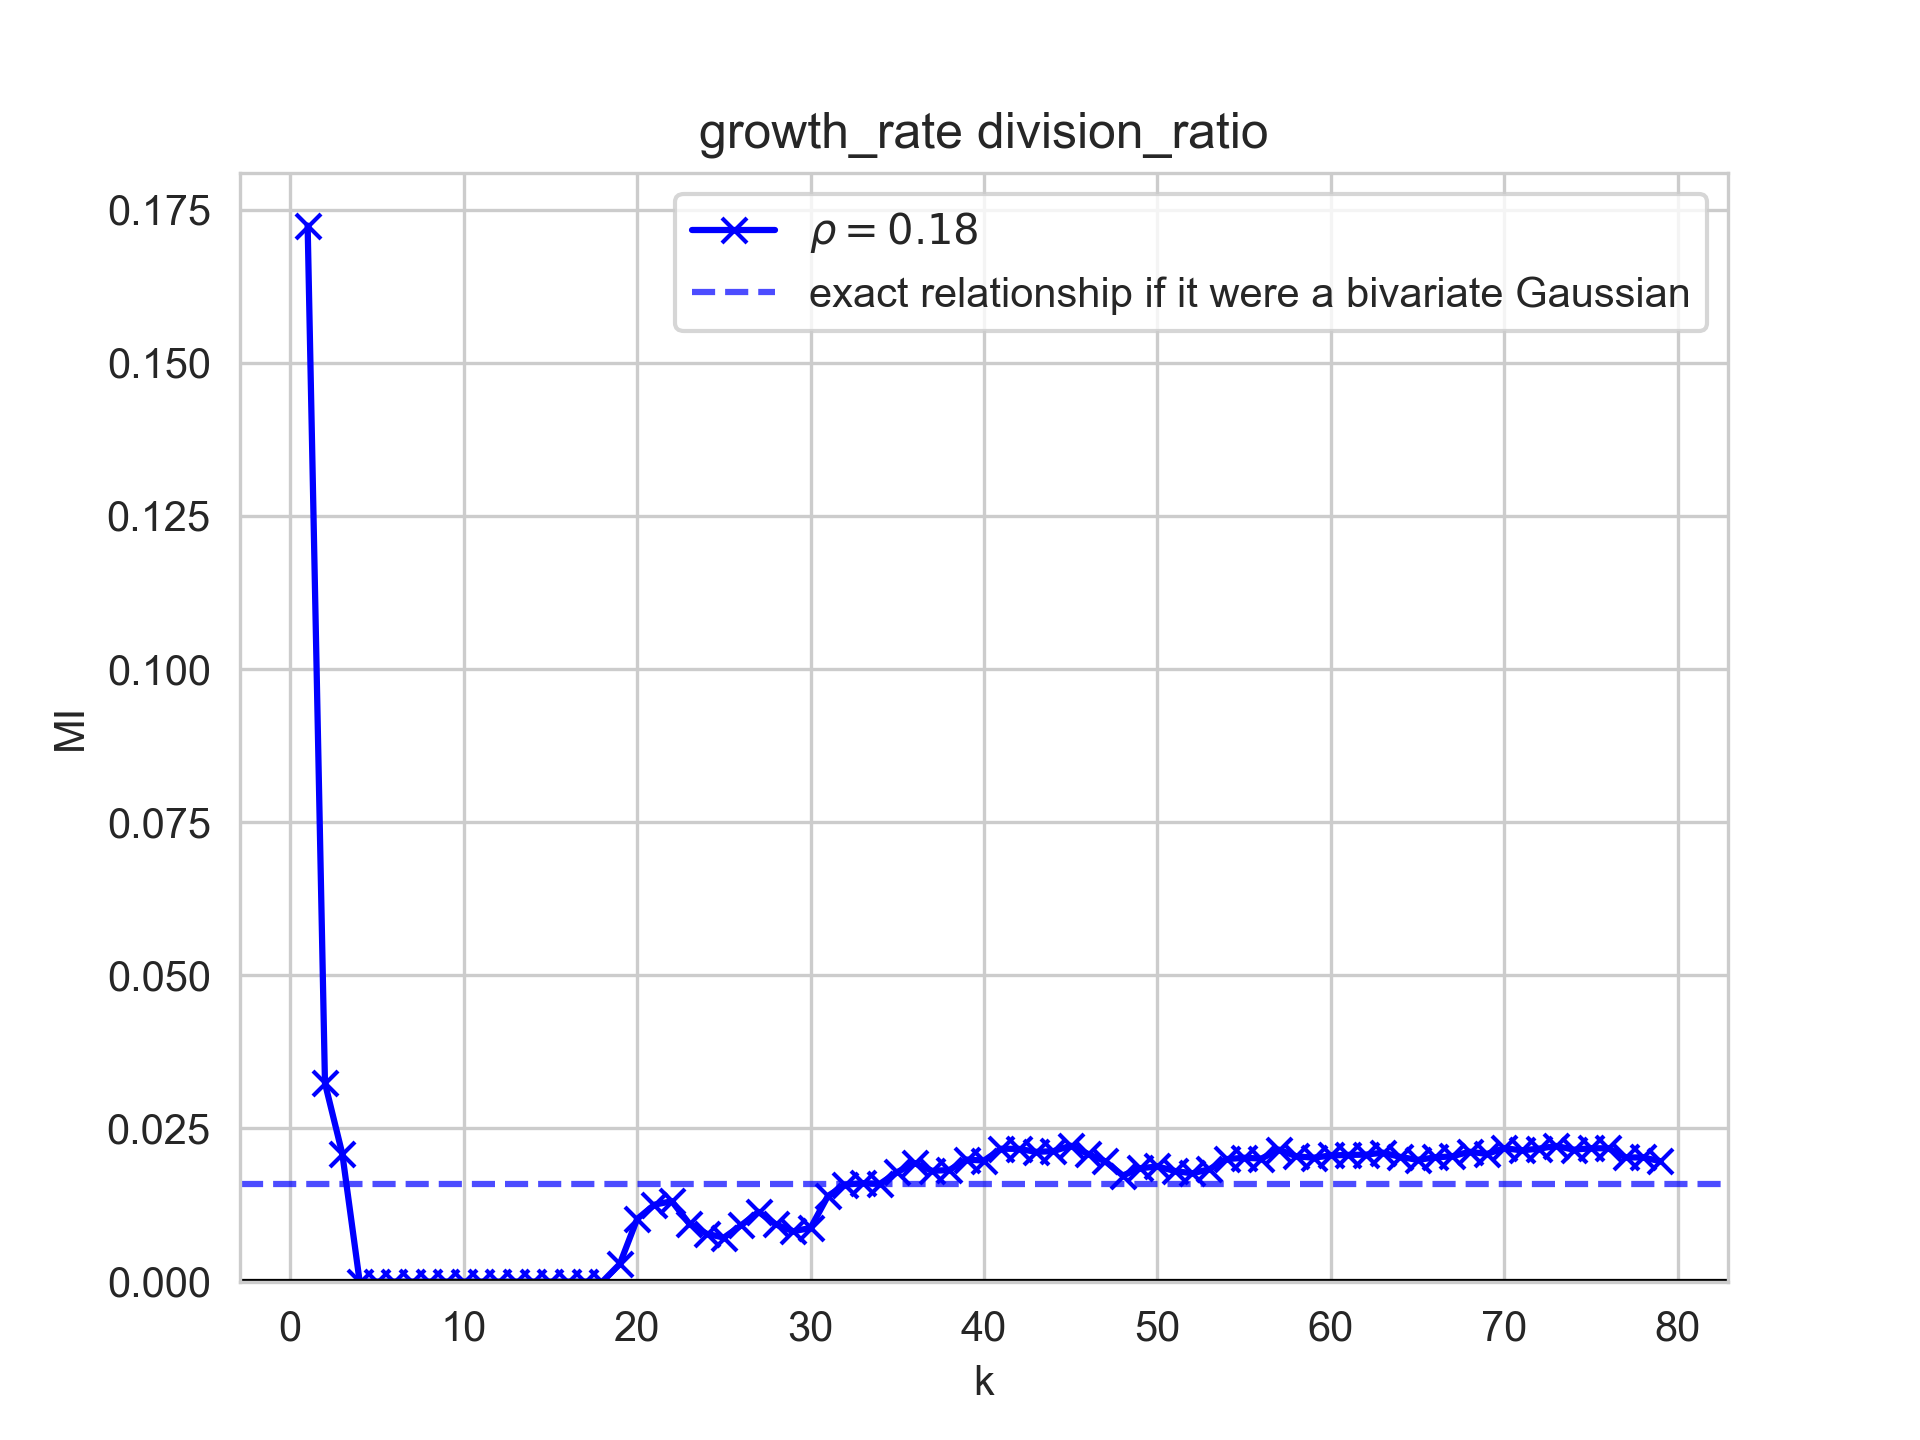 growth_rate division_ratio
ρ = 0.18
exact relationship if it were a bivariate Gaussian
0.175
0.150
0.125
0.100
0.075
0.050
0.025
0.000
MI
0 10 20 30 40 50 60 70 80
k